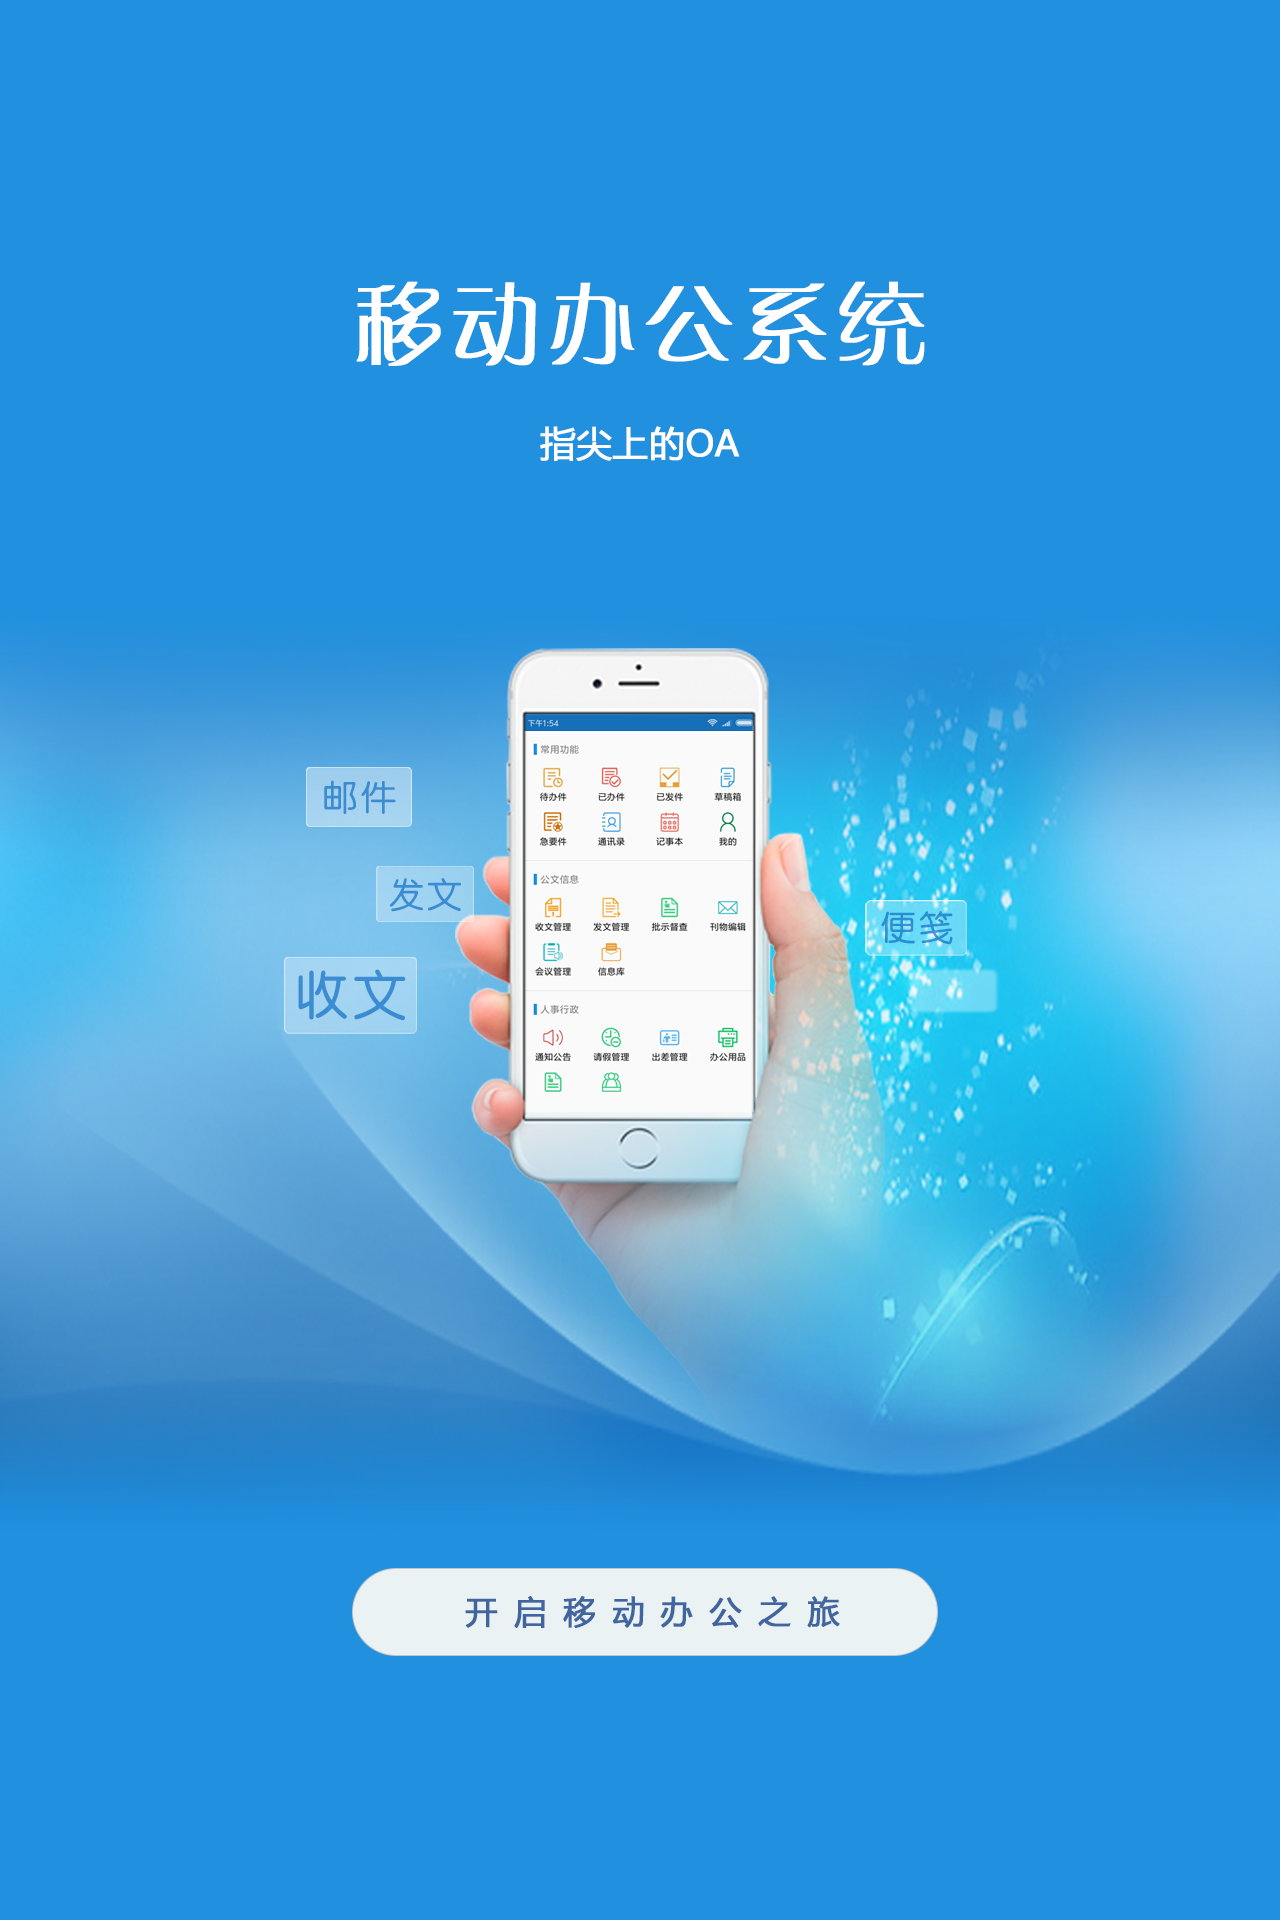 移动办公系统
指尖上的OA
下午1:54
常用功能
待办件 已办件 已发件 草稿箱
急要件 通讯录 记事本 我的
公文信息
收文管理 发文管理 批示督查 刊物编辑
会议管理 信息库
人事行政
通知公告 请假管理 出差管理 办公用品
邮件
发文
收文
便笺
开启移动办公之旅